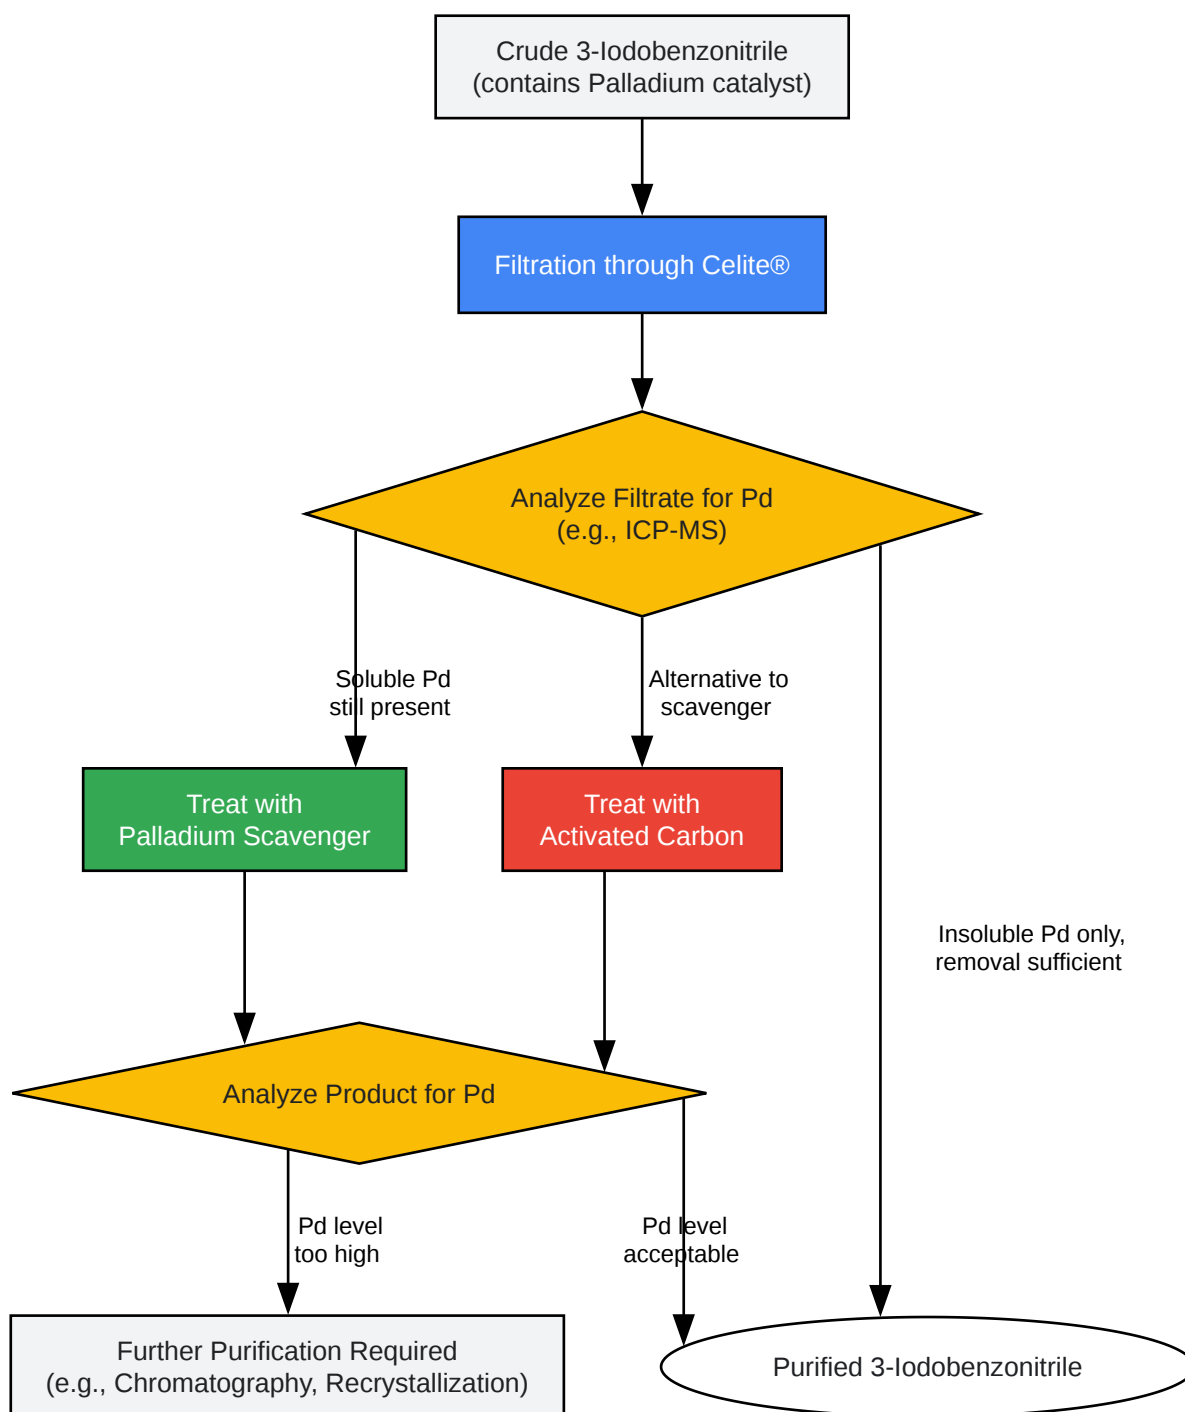 Crude 3-Iodobenzonitrile
(contains Palladium catalyst)
Filtration through Celite®
Analyze Filtrate for Pd
(e.g., ICP-MS)
Soluble Pd
still present
Alternative to
scavenger
Treat with
Palladium Scavenger
Treat with
Activated Carbon
Insoluble Pd only,
removal sufficient
Analyze Product for Pd
Pd level
too high
Pd level
acceptable
Further Purification Required
(e.g., Chromatography, Recrystallization)
Purified 3-Iodobenzonitrile